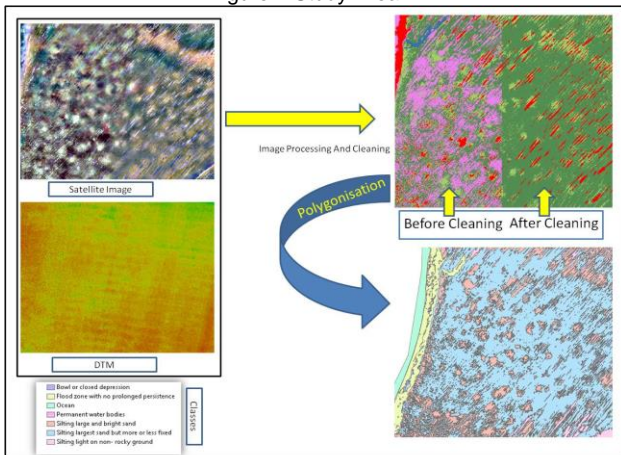 Satellite Image
Image Processing And Cleaning
Before Cleaning
After Cleaning
Polygonisation
DTM
Bowl or closed depression
Flood zone with no prolonged persistence
Ocean
Permanent water bodies
Silting large and bright sand
Silting largest sand but more or less fixed
Silting light on non- rocky ground
Classes